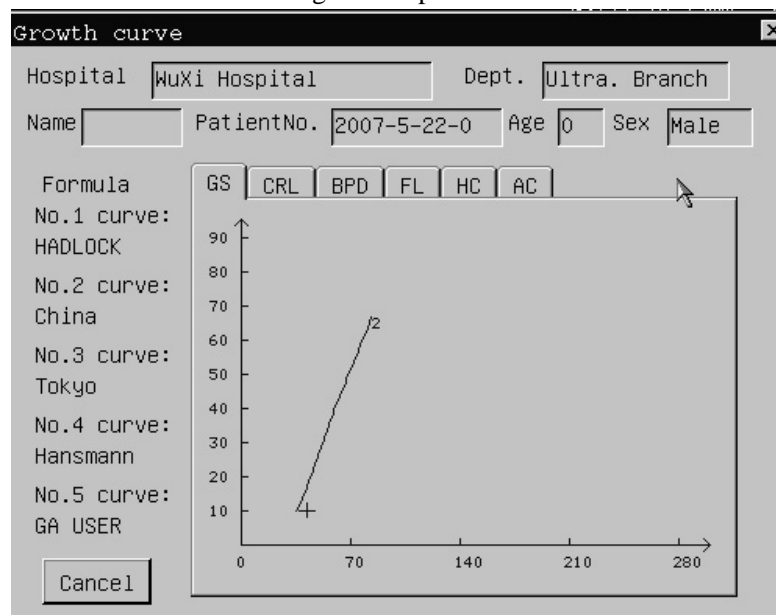 Growth curve
Hospital WuXi Hospital Dept. Ultra. Branch
Name PatientNo. 2007-5-22-0 Age 0 Sex Male
Formula
No.1 curve:
HADLOCK
No.2 curve:
China
No.3 curve:
Tokyo
No.4 curve:
Hansmann
No.5 curve:
GA USER
Cancel
GS CRL BPD FL HC AC
90
80
70
60
50
40
30
20
10
2
0 70 140 210 280